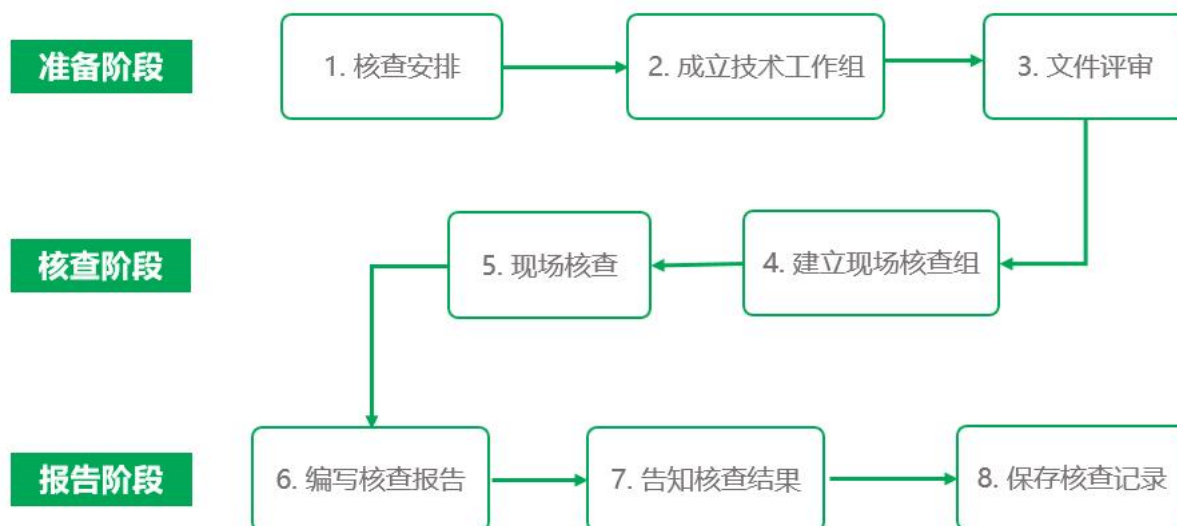 准备阶段
1. 核查安排
2. 成立技术工作组
3. 文件评审
核查阶段
5. 现场核查
4. 建立现场核查组
报告阶段
6. 编写核查报告
7. 告知核查结果
8. 保存核查记录